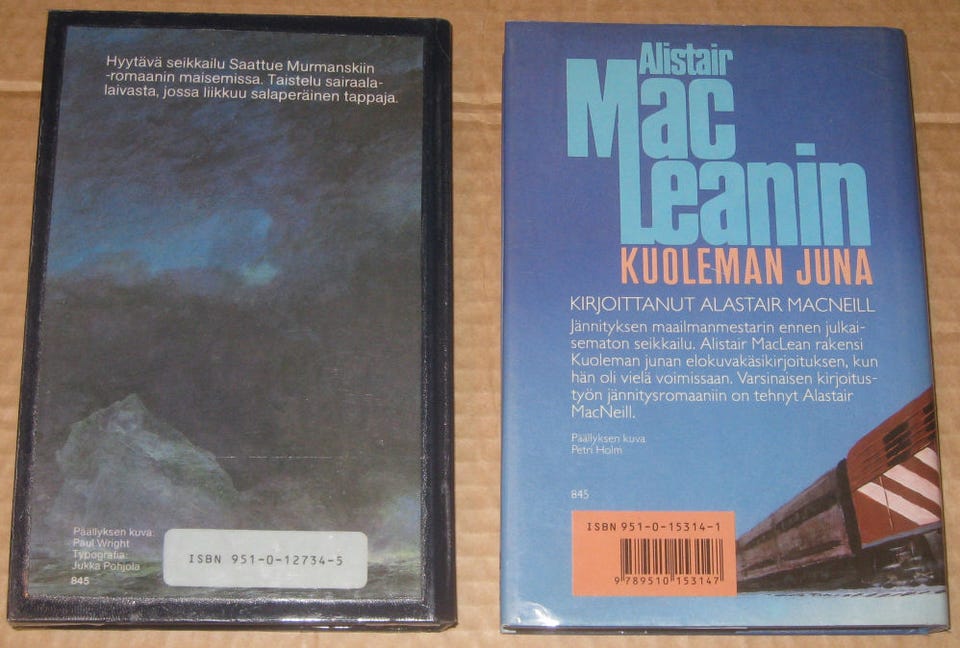 Hyytävä seikkailu Saattue Murmanskiin
-romaanin maisemissa. Taistelu sairaala-
laivasta, jossa liikkuu salaperäinen tappaja.
Päällyksen kuva:
Paul Wright
Typografia:
Jukka Pohjola
845
ISBN 951-0-12734-5
Alistair
Mac
Leanin
KUOLEMAN JUNA
KIRJOITTANUT ALASTAIR MACNEILL
Jännityksen maailmanmestarin ennen julkai-
sematon seikkailu. Alistair MacLean rakensi
Kuoleman junan elokuvakäsikirjoituksen, kun
hän oli vielä voimissaan. Varsinaisen kirjoitus-
työn jännitysromaaniin on tehnyt Alastair
MacNeill.
Päällyksen kuva
Petri Holm
845
ISBN 951-0-15314-1
9 789510 153147